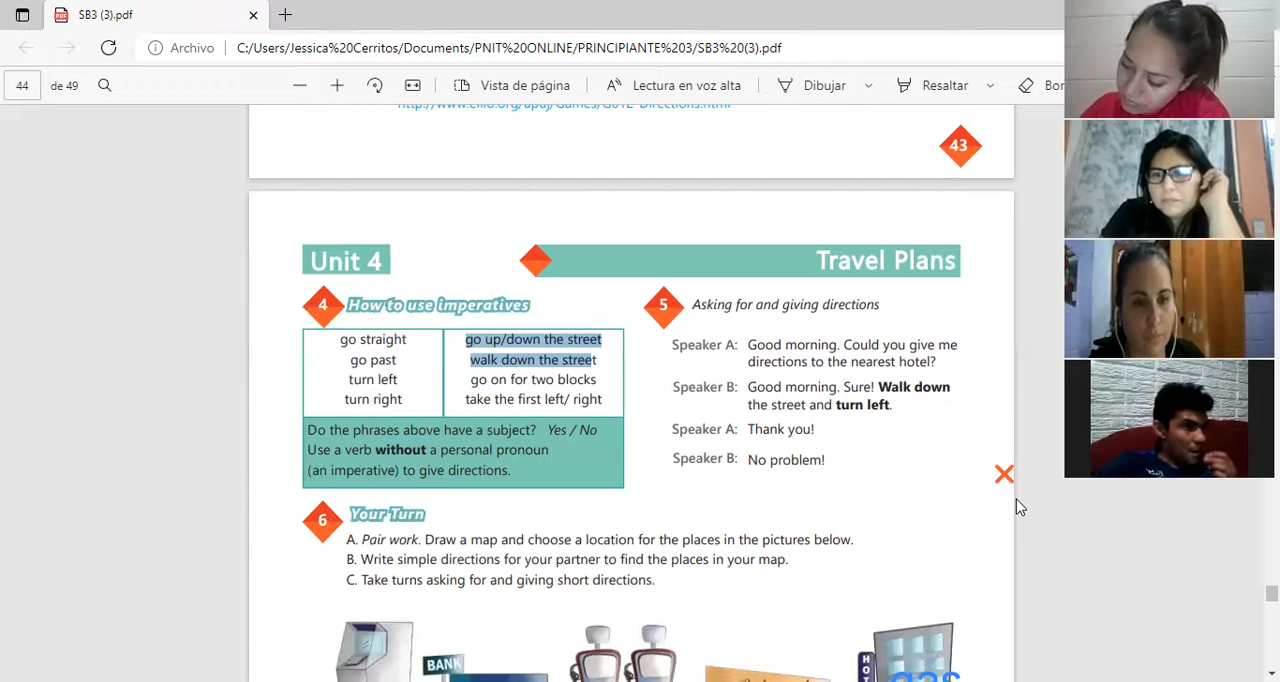 SB3 (3).pdf
Archivo C:/Users/Jessica%20Cerritos/Documents/PNIT%20ONLINE/PRINCIPIANTE%203/SB3%20(3).pdf
44 de 49 Vista de página Lectura en voz alta Dibujar Resaltar Bor
43
Unit 4 Travel Plans
4 How to use imperatives
go straight
go past
turn left
turn right
go up/down the street
walk down the street
go on for two blocks
take the first left/ right
Do the phrases above have a subject? Yes / No
Use a verb without a personal pronoun
(an imperative) to give directions.
5 Asking for and giving directions
Speaker A: Good morning. Could you give me
directions to the nearest hotel?
Speaker B: Good morning. Sure! Walk down
the street and turn left.
Speaker A: Thank you!
Speaker B: No problem!
6 Your Turn
A. Pair work. Draw a map and choose a location for the places in the pictures below.
B. Write simple directions for your partner to find the places in your map.
C. Take turns asking for and giving short directions.
BANK